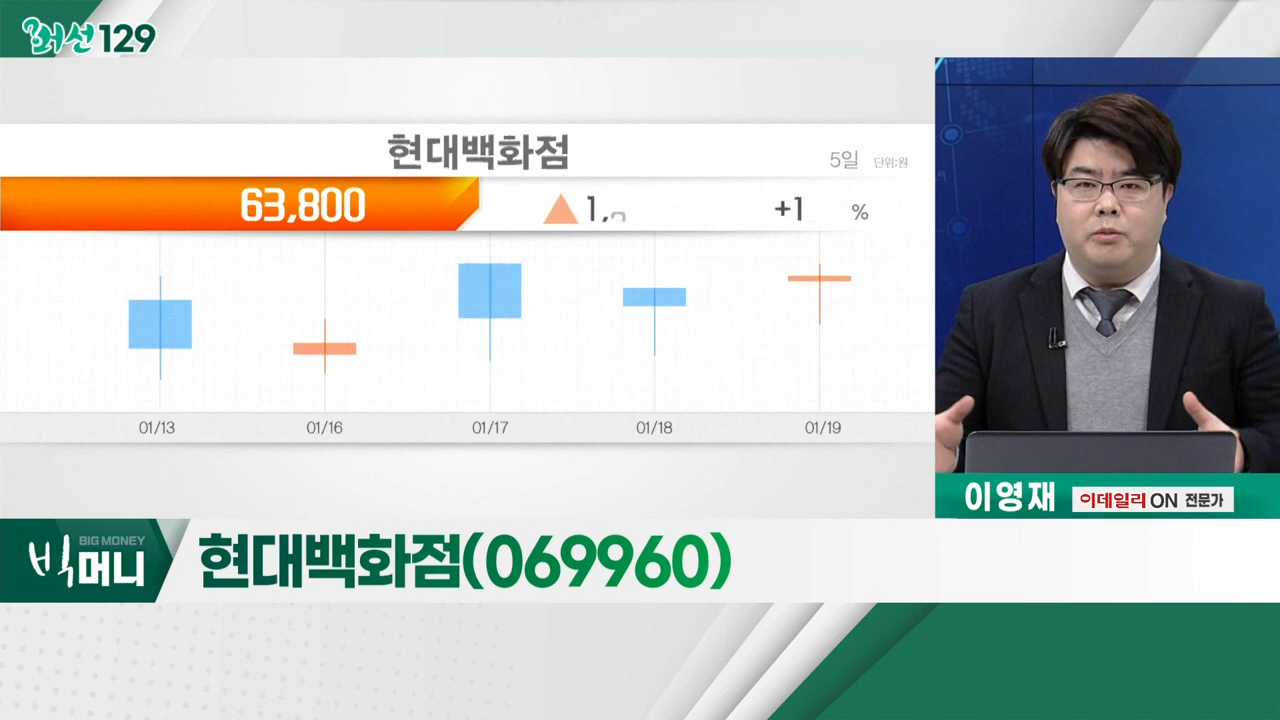 최선129
현대백화점
5일 단위:원
63,800
▲1, +1 %
01/13 01/16 01/17 01/18 01/19
이영재 이데일리ON 전문가
BIG MONEY
빅머니
현대백화점(069960)